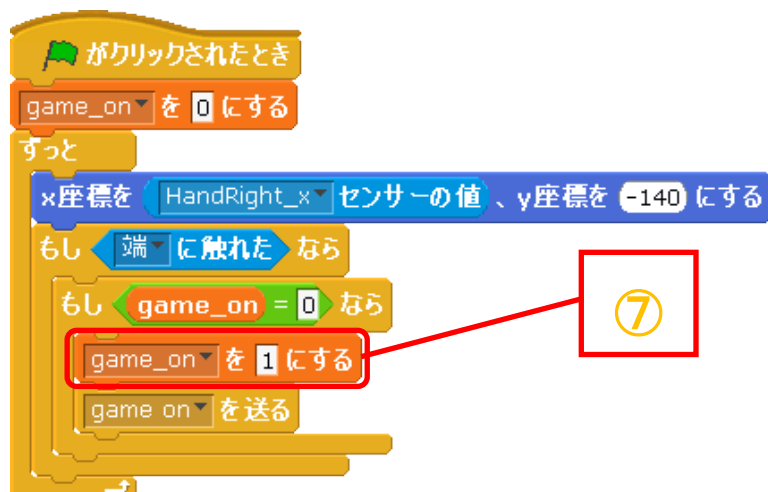 がクリックされたとき
game_on を 0 にする
ずっと
x座標を HandRight_x センサーの値 、y座標を -140 にする
もし 端 に触れた なら
もし game_on = 0 なら
game_on を 1 にする
⑦
game on を送る